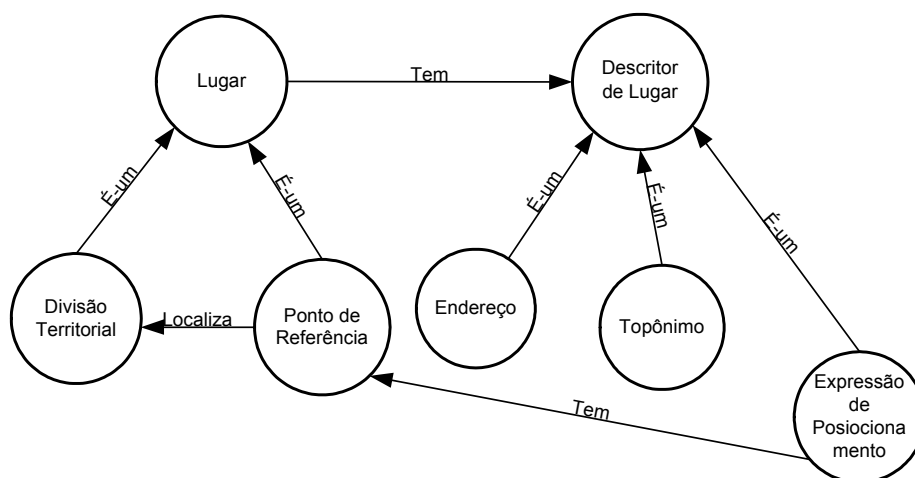 Lugar
Tem
Descritor
de Lugar
É-um
É-um
É-um
É-um
É-um
Divisão
Territorial
Localiza
Ponto de
Referência
Endereço
Topônimo
Tem
Expressão
de
Posiociona
mento